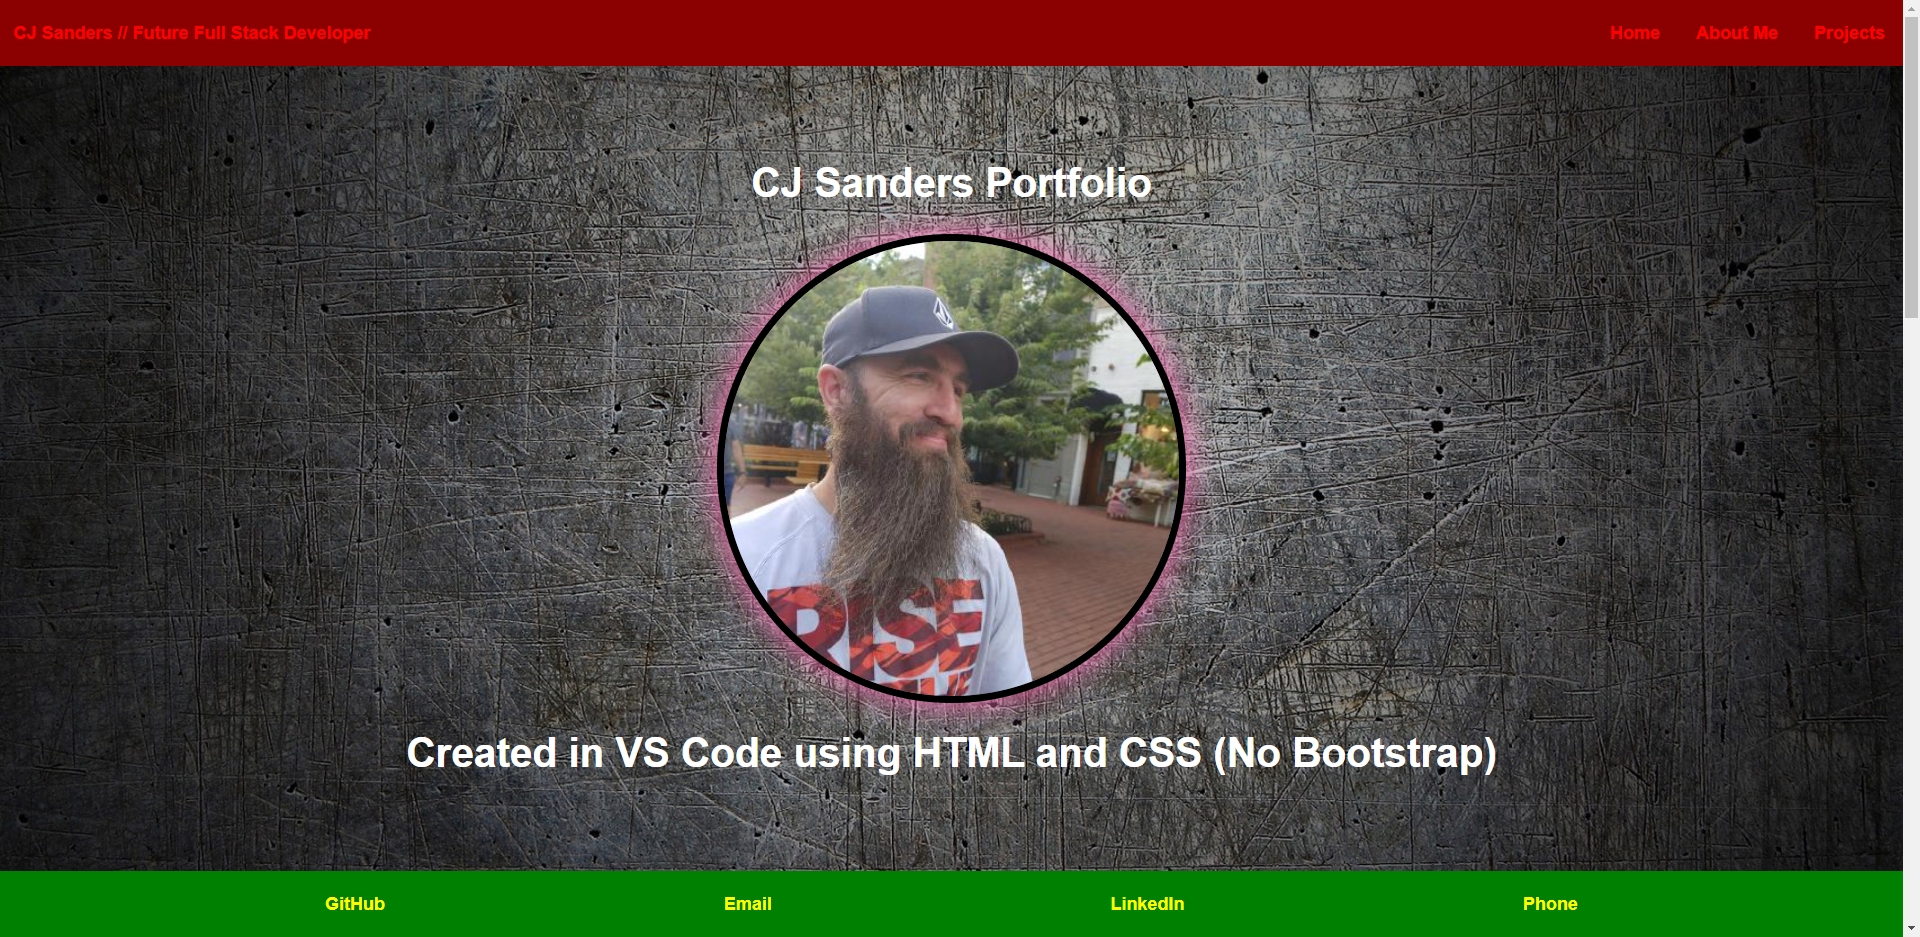 CJ Sanders // Future Full Stack Developer
Home About Me Projects
CJ Sanders Portfolio
RISE
Created in VS Code using HTML and CSS (No Bootstrap)
GitHub Email LinkedIn Phone